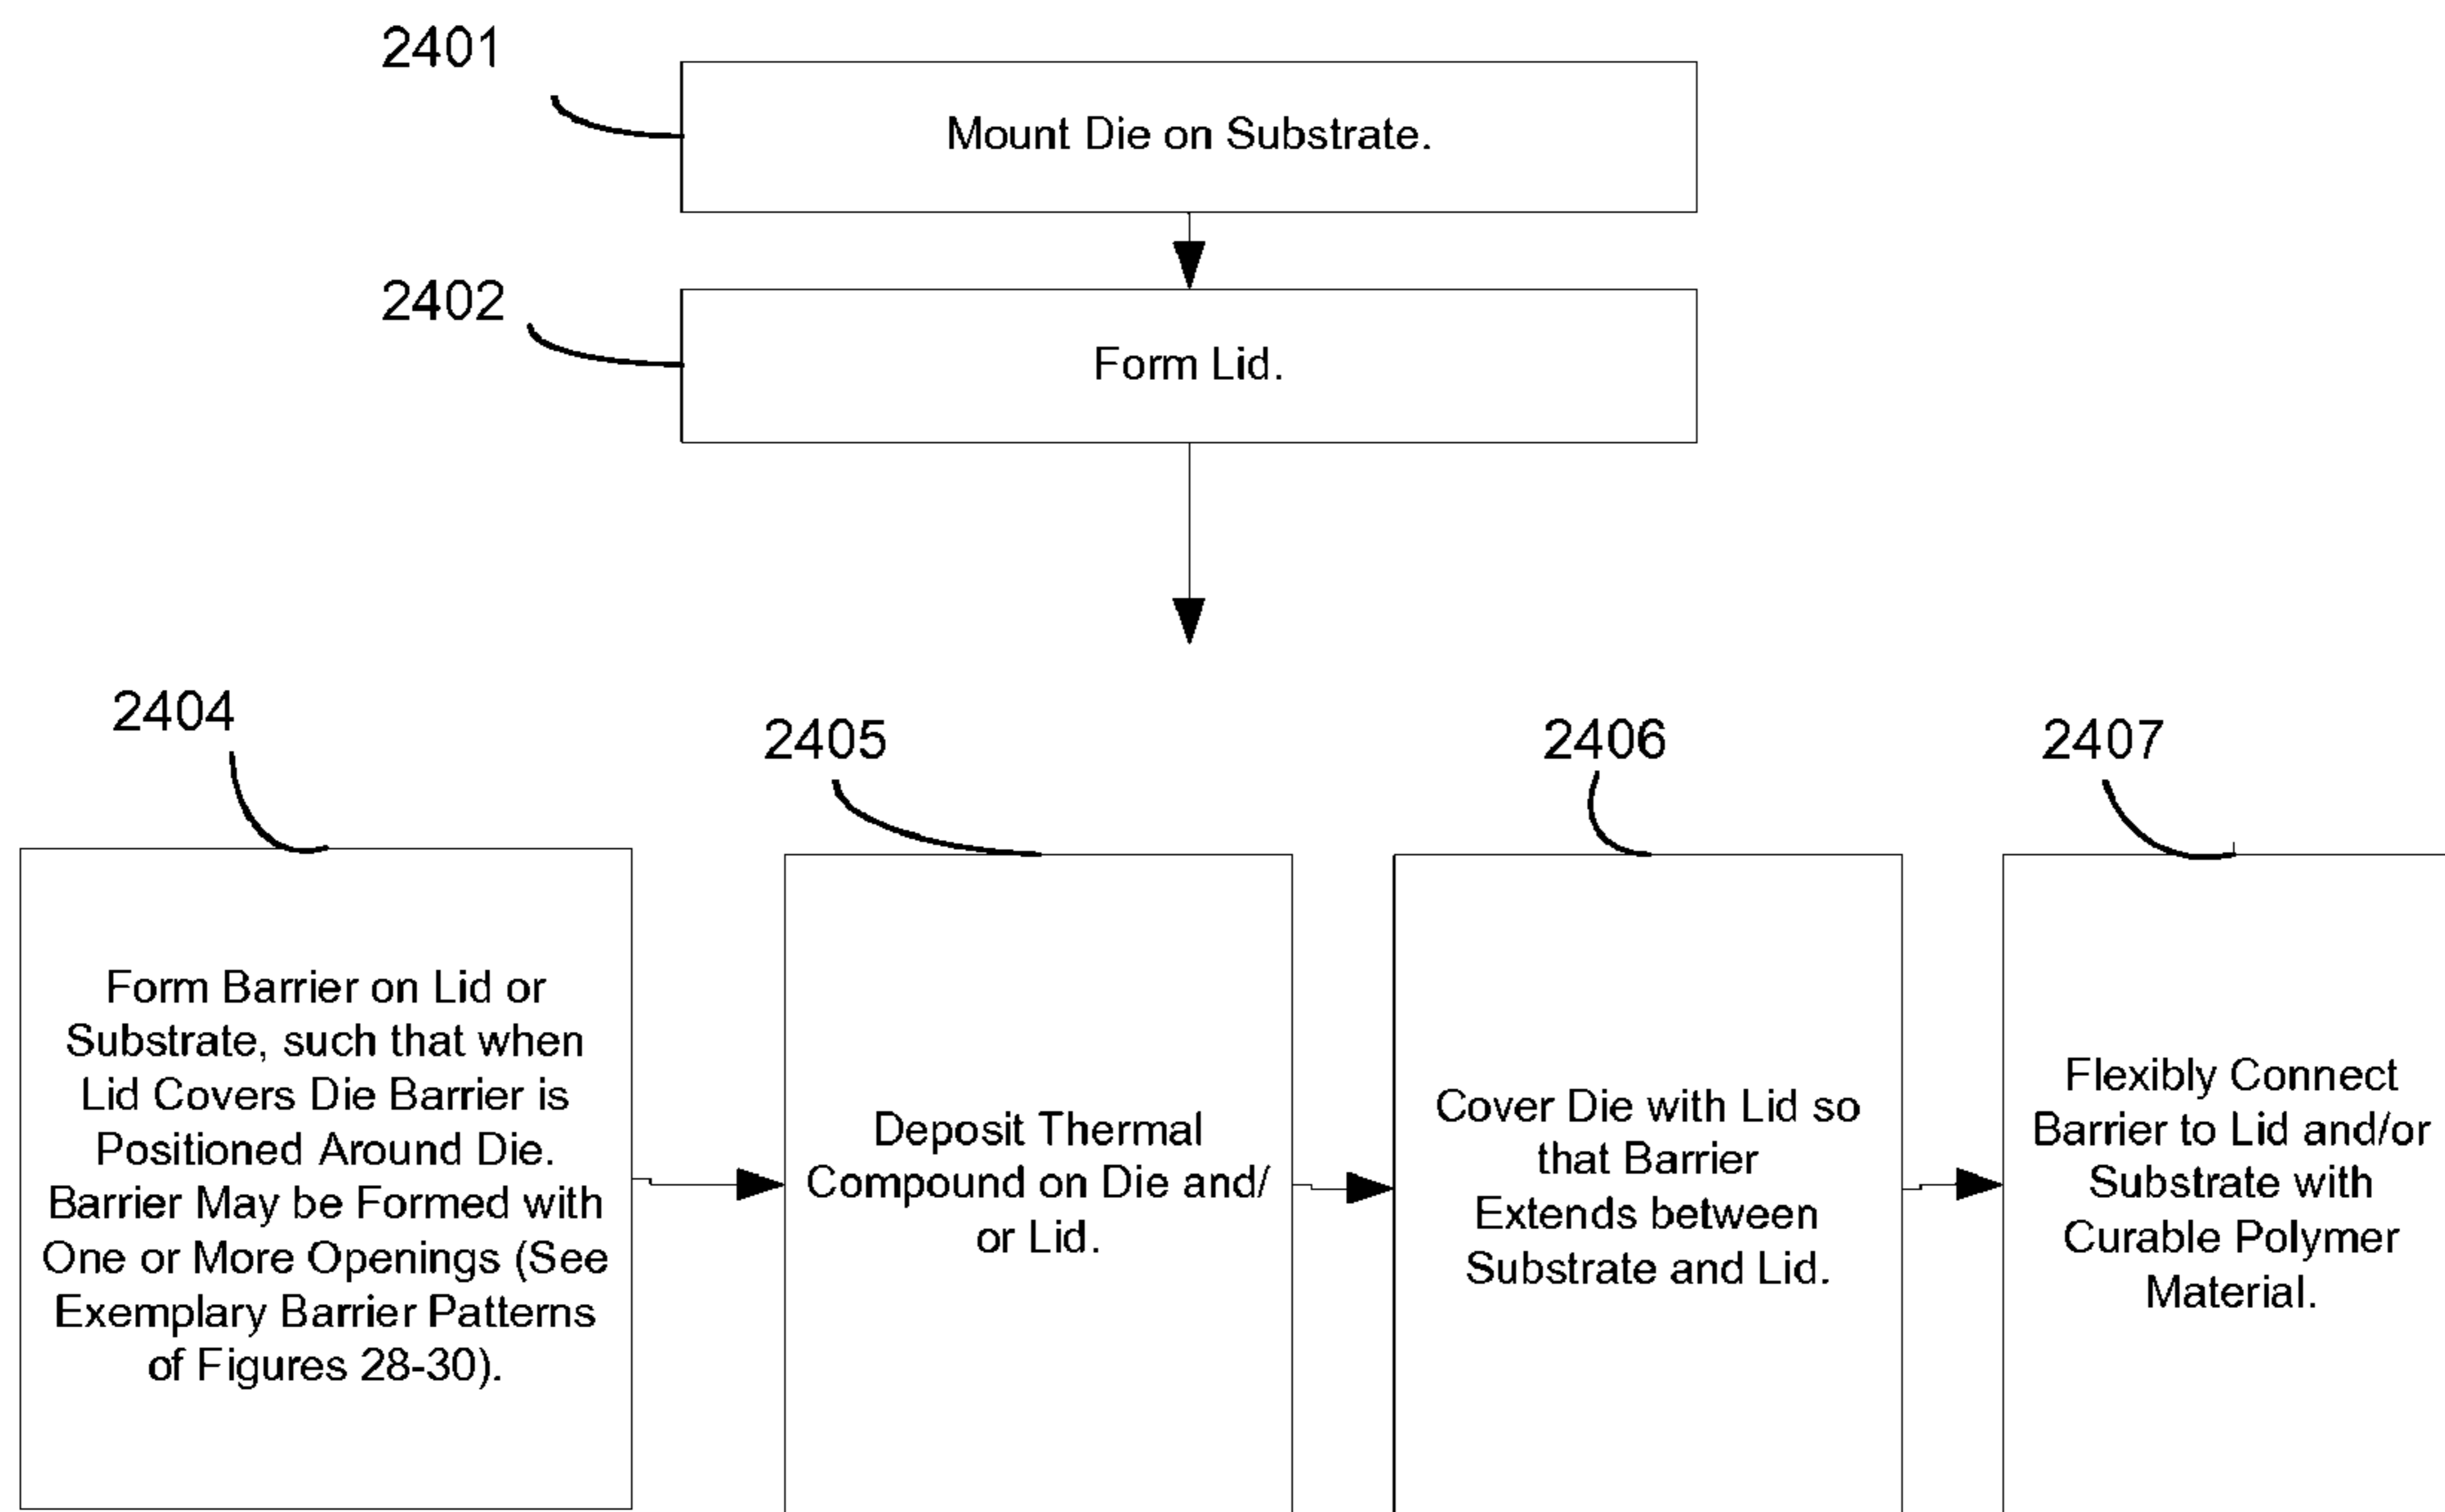 2401
Mount Die on Substrate.
2402
Form Lid.
2404
Form Barrier on Lid or
Substrate, such that when
Lid Covers Die Barrier is
Positioned Around Die.
Barrier May be Formed with
One or More Openings (See
Exemplary Barrier Patterns
of Figures 28-30).
2405
Deposit Thermal
Compound on Die and/
or Lid.
2406
Cover Die with Lid so
that Barrier
Extends between
Substrate and Lid.
2407
Flexibly Connect
Barrier to Lid and/or
Substrate with
Curable Polymer
Material.